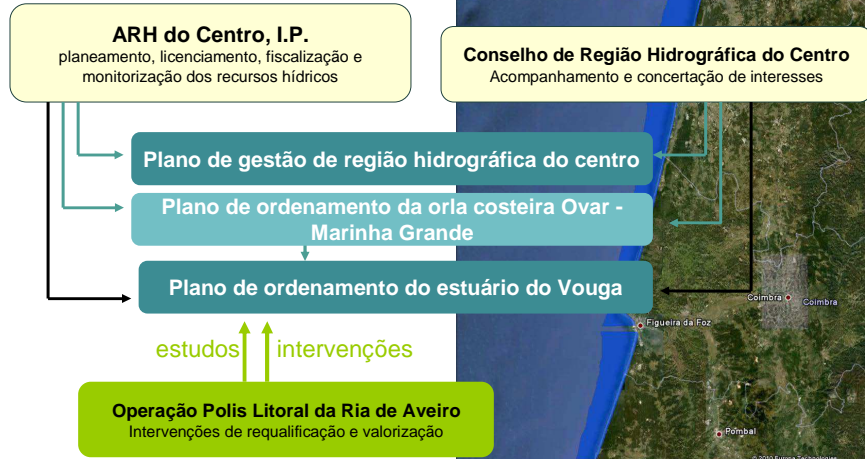 ARH do Centro, I.P.
planeamento, licenciamento, fiscalização e
monitorização dos recursos hídricos
Conselho de Região Hidrográfica do Centro
Acompanhamento e concertação de interesses
Plano de gestão de região hidrográfica do centro
Plano de ordenamento da orla costeira Ovar -
Marinha Grande
Plano de ordenamento do estuário do Vouga
Coimbra
Coimbra
Figueira da Foz
estudos
intervenções
Operação Polis Litoral da Ria de Aveiro
Intervenções de requalificação e valorização
Pombal
© 2010 Europa Technologies